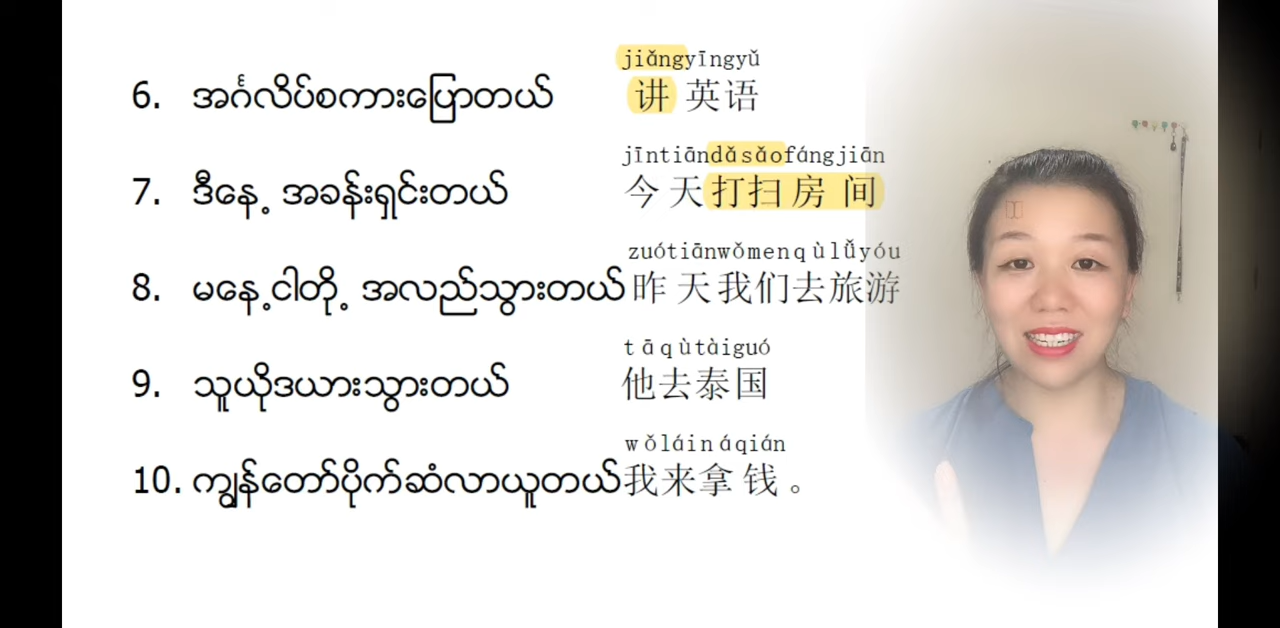 jiǎngyīngyǔ
6. အင်္ဂလိပ်စကားပြောတယ် 讲 英语
jīntiāndǎsǎofángjiān
7. ဒီနေ့ အခန်းရှင်းတယ် 今天打扫房间
zuótiānwǒmenqùlǚyóu
8. မနေ့ငါတို့ အလည်သွားတယ် 昨天我们去旅游
tāqùtàiguó
9. သူယိုဒယားသွားတယ် 他去泰国
wǒláináqián
10. ကျွန်တော်ပိုက်ဆံလာယူတယ် 我来拿钱。